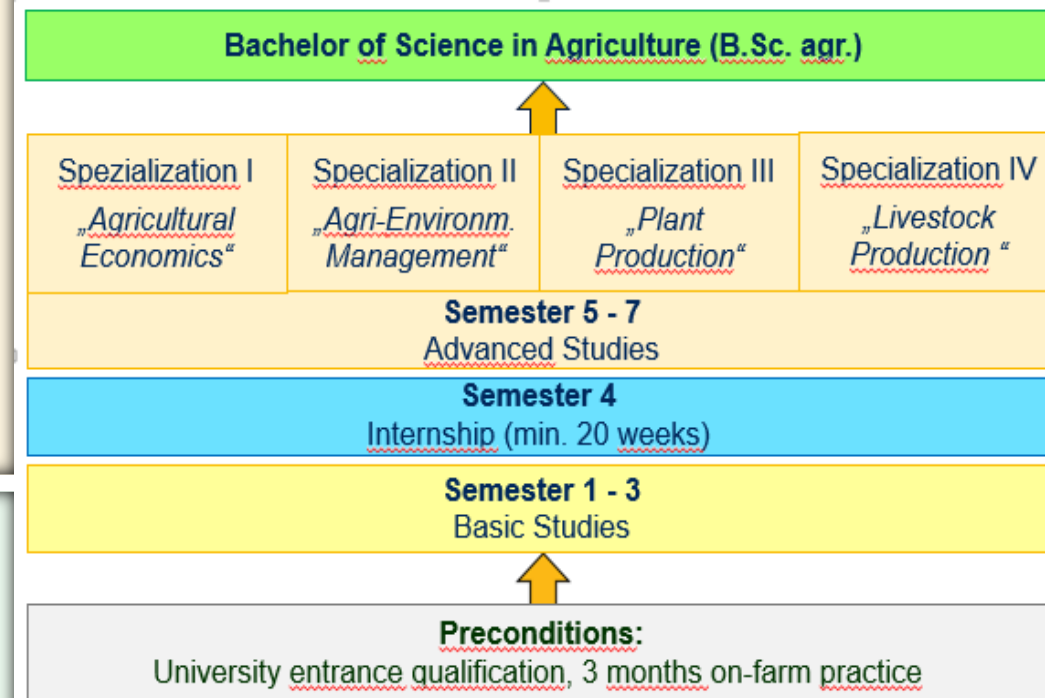 Bachelor of Science in Agriculture (B.Sc. agr.)
Spezialization I
„Agricultural
Economics“
Specialization II
„Agri-Environm.
Management“
Specialization III
„Plant
Production“
Specialization IV
„Livestock
Production “
Semester 5 - 7
Advanced Studies
Semester 4
Internship (min. 20 weeks)
Semester 1 - 3
Basic Studies
Preconditions:
University entrance qualification, 3 months on-farm practice